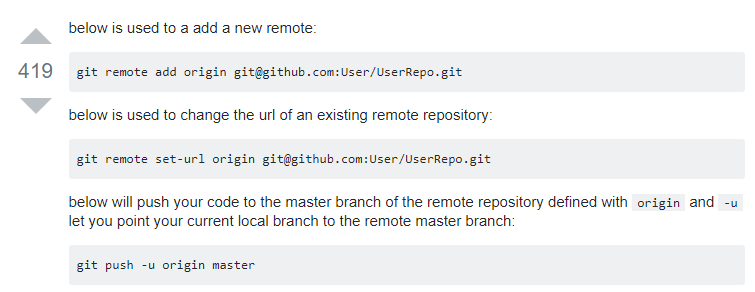 below is used to a add a new remote:
419
git remote add origin git@github.com:User/UserRepo.git
below is used to change the url of an existing remote repository:
git remote set-url origin git@github.com:User/UserRepo.git
below will push your code to the master branch of the remote repository defined with origin and -u
let you point your current local branch to the remote master branch:
git push -u origin master